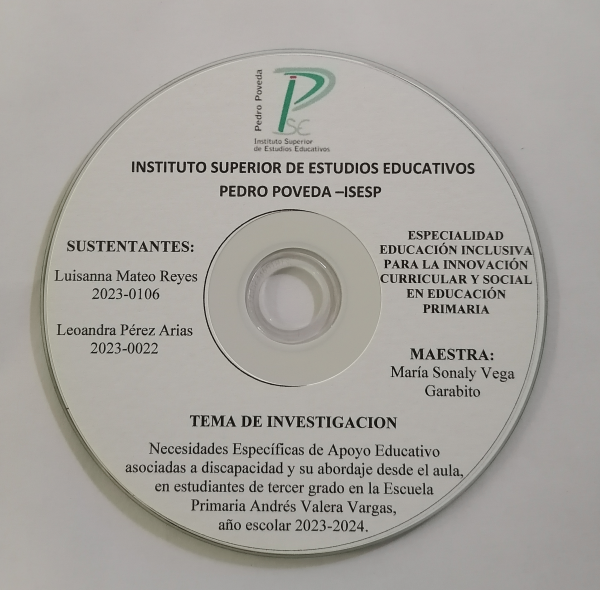 Pedro Poveda
ISE
Instituto Superior
de Estudios Educativos
INSTITUTO SUPERIOR DE ESTUDIOS EDUCATIVOS
PEDRO POVEDA –ISESP
SUSTENTANTES:
Luisanna Mateo Reyes
2023-0106
Leoandra Pérez Arias
2023-0022
ESPECIALIDAD
EDUCACIÓN INCLUSIVA
PARA LA INNOVACIÓN
CURRICULAR Y SOCIAL
EN EDUCACIÓN
PRIMARIA
MAESTRA:
María Sonaly Vega
Garabito
TEMA DE INVESTIGACION
Necesidades Específicas de Apoyo Educativo
asociadas a discapacidad y su abordaje desde el aula,
en estudiantes de tercer grado en la Escuela
Primaria Andrés Valera Vargas,
año escolar 2023-2024.